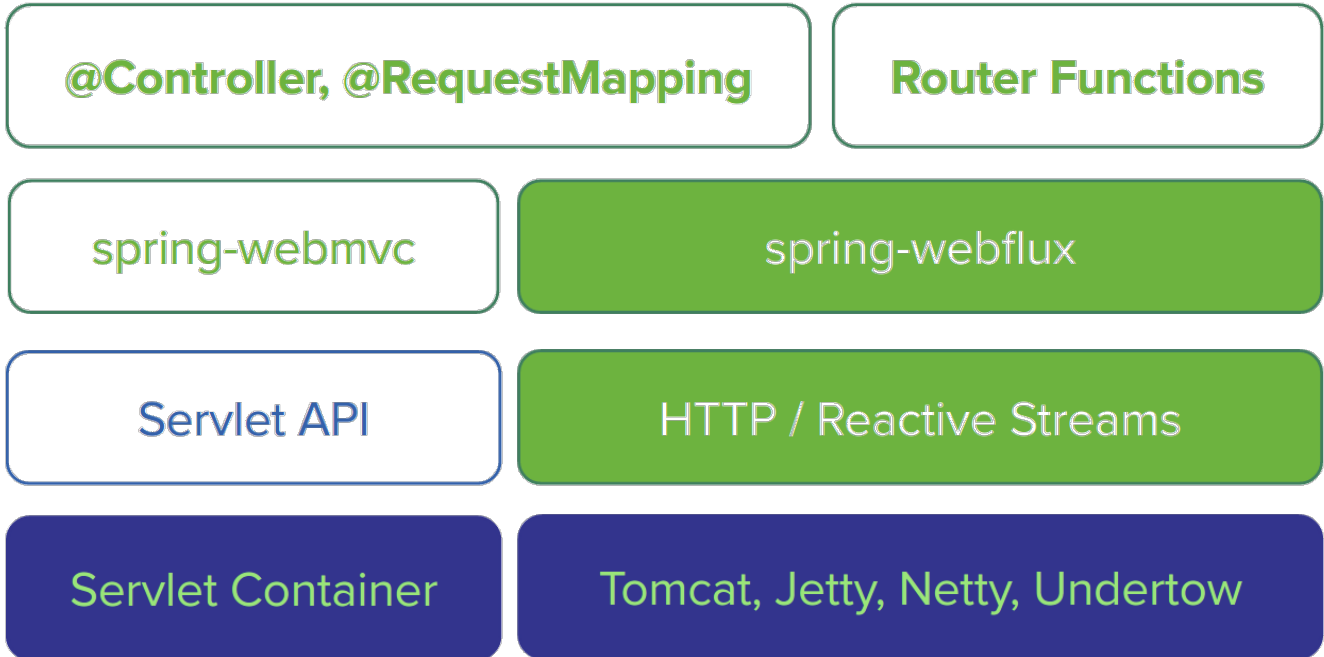 @Controller, @RequestMapping
Router Functions
spring-webmvc
spring-webflux
Servlet API
HTTP / Reactive Streams
Servlet Container
Tomcat, Jetty, Netty, Undertow